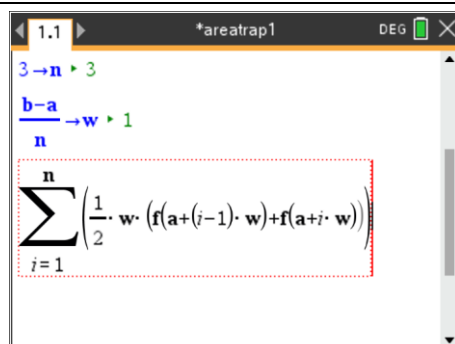 1.1 *areatrap1 DEG
3→n ▸ 3
b−a
n →w ▸ 1
n
∑ (1/2· w· (f(a+(i−1)· w)+f(a+i· w)))
i=1